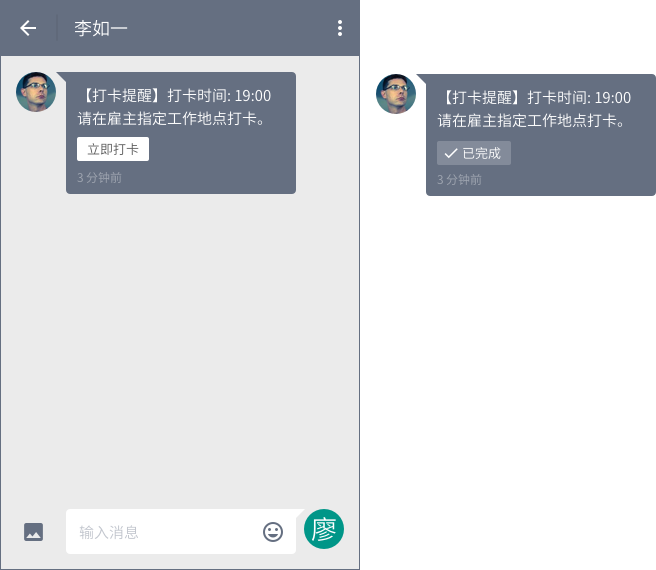 李如一
【打卡提醒】打卡时间: 19:00
请在雇主指定工作地点打卡。
立即打卡
3 分钟前
输入消息
廖
【打卡提醒】打卡时间: 19:00
请在雇主指定工作地点打卡。
已完成
3 分钟前